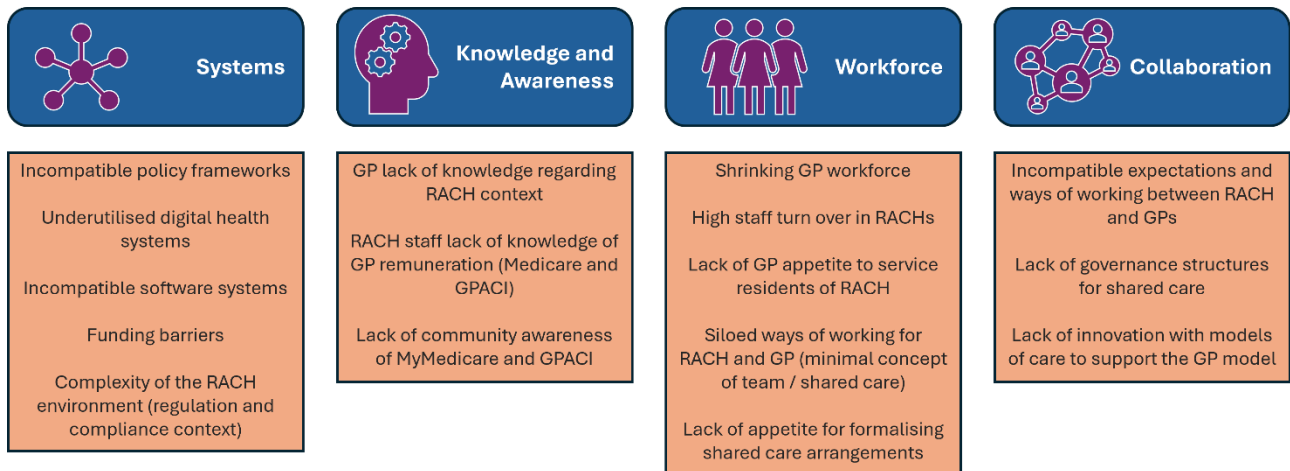 Systems
Incompatible policy frameworks
Underutilised digital health
systems
Incompatible software systems
Funding barriers
Complexity of the RACH
environment (regulation and
compliance context)
Knowledge and
Awareness
GP lack of knowledge regarding
RACH context
RACH staff lack of knowledge of
GP remuneration (Medicare and
GPACI)
Lack of community awareness
of MyMedicare and GPACI
Workforce
Shrinking GP workforce
High staff turn over in RACHs
Lack of GP appetite to service
residents of RACH
Siloed ways of working for
RACH and GP (minimal concept
of team / shared care)
Lack of appetite for formalising
shared care arrangements
Collaboration
Incompatible expectations and
ways of working between RACH
and GPs
Lack of governance structures
for shared care
Lack of innovation with models
of care to support the GP model